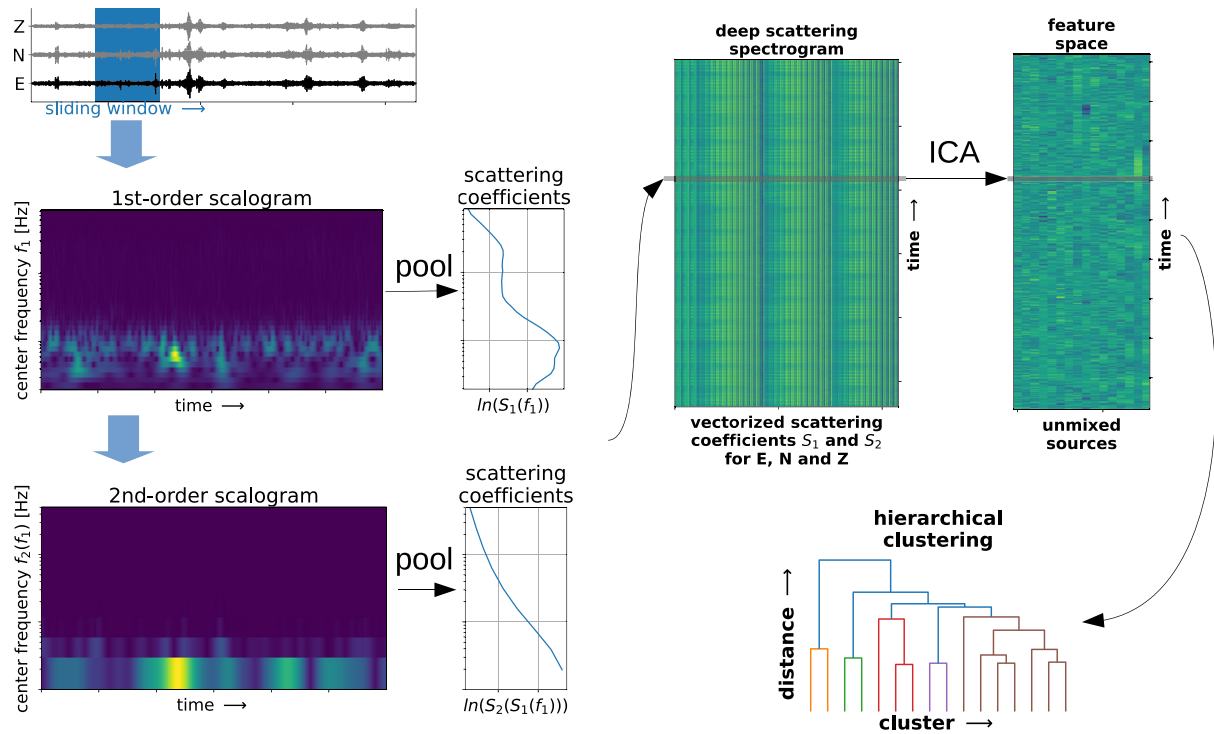 Z
N
E
sliding window ⟶
1st-order scalogram
center frequency f₁ [Hz]
time ⟶
pool
scattering
coefficients
ln(S₁(f₁))
2nd-order scalogram
center frequency f₂(f₁) [Hz]
time ⟶
pool
scattering
coefficients
ln(S₂(S₁(f₁)))
deep scattering
spectrogram
time ⟶
vectorized scattering
coefficients S₁ and S₂
for E, N and Z
ICA
feature
space
time ⟶
unmixed
sources
hierarchical
clustering
distance ⟶
cluster ⟶